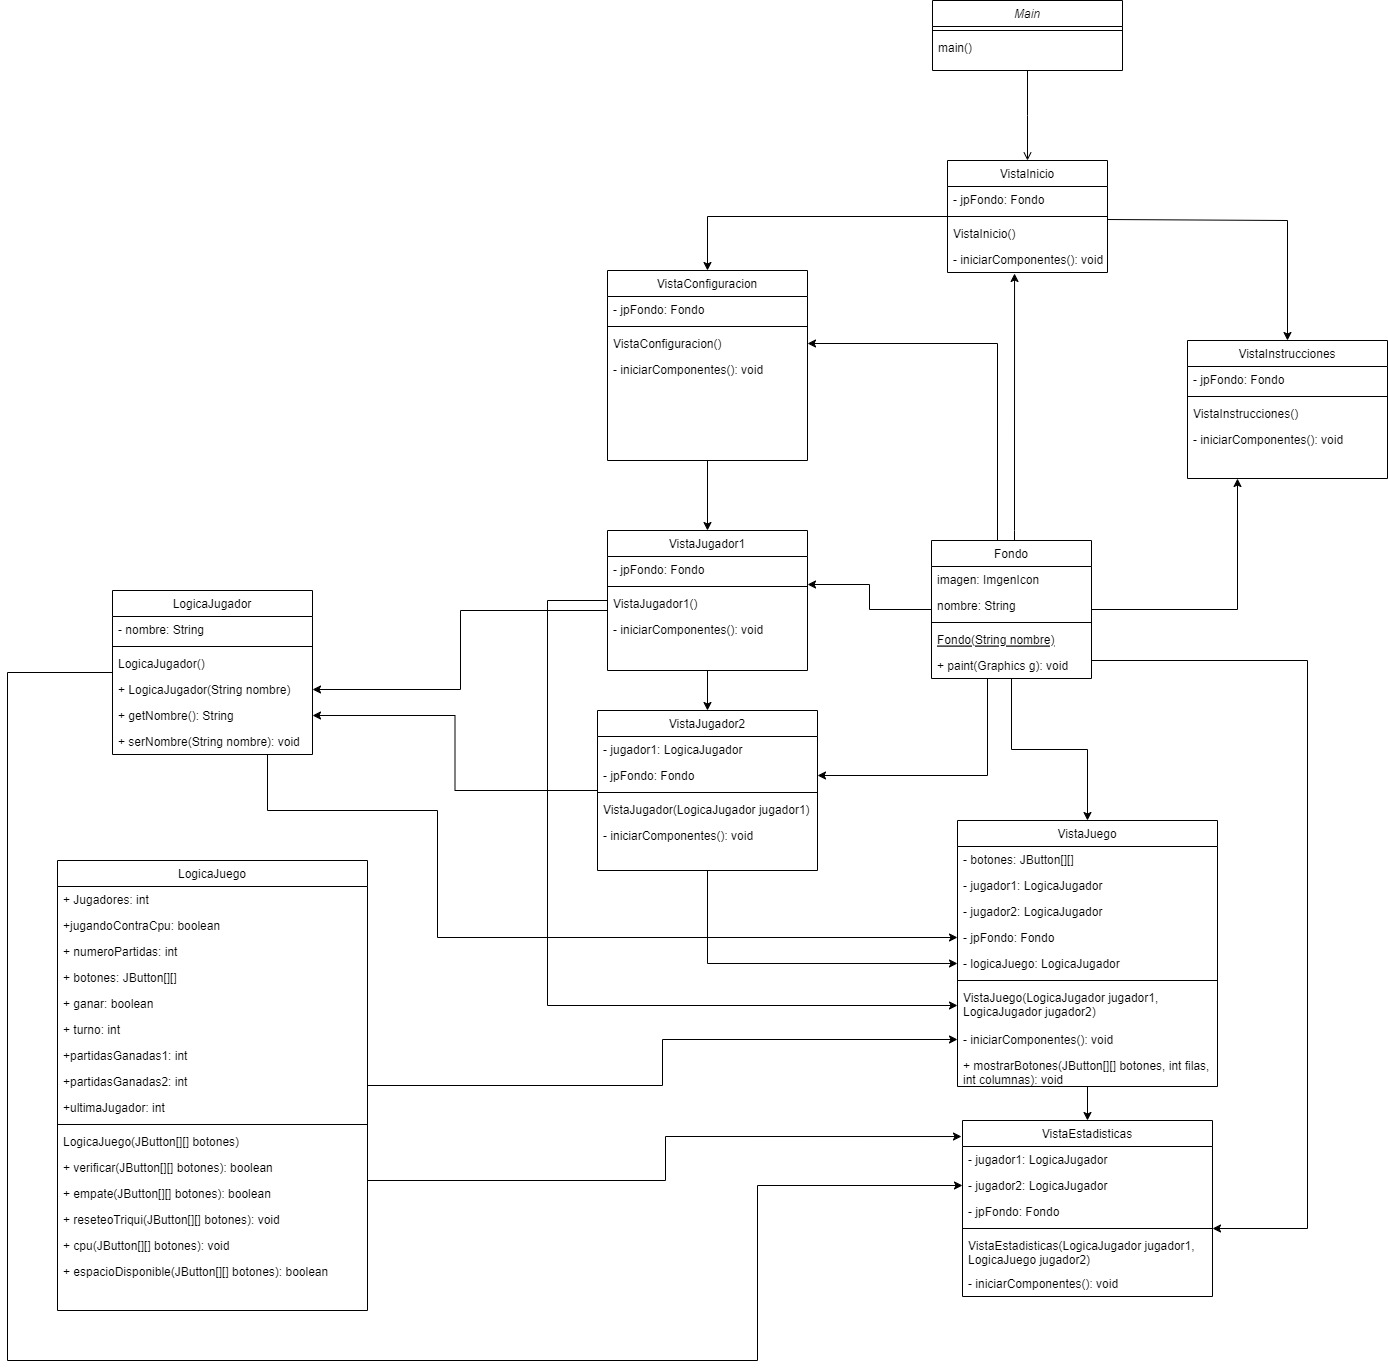 Main
main()
VistaInicio
- jpFondo: Fondo
VistaInicio()
- iniciarComponentes(): void
VistaConfiguracion
- jpFondo: Fondo
VistaConfiguracion()
- iniciarComponentes(): void
VistaInstrucciones
- jpFondo: Fondo
VistaInstrucciones()
- iniciarComponentes(): void
VistaJugador1
- jpFondo: Fondo
VistaJugador1()
- iniciarComponentes(): void
Fondo
imagen: ImgenIcon
nombre: String
Fondo(String nombre)
+ paint(Graphics g): void
LogicaJugador
- nombre: String
LogicaJugador()
+ LogicaJugador(String nombre)
+ getNombre(): String
+ serNombre(String nombre): void
VistaJugador2
- jugador1: LogicaJugador
- jpFondo: Fondo
VistaJugador(LogicaJugador jugador1)
- iniciarComponentes(): void
VistaJuego
- botones: JButton[][]
- jugador1: LogicaJugador
- jugador2: LogicaJugador
- jpFondo: Fondo
- logicaJuego: LogicaJugador
VistaJuego(LogicaJugador jugador1,
LogicaJugador jugador2)
- iniciarComponentes(): void
+ mostrarBotones(JButton[][] botones, int filas,
int columnas): void
LogicaJuego
+ Jugadores: int
+jugandoContraCpu: boolean
+ numeroPartidas: int
+ botones: JButton[][]
+ ganar: boolean
+ turno: int
+partidasGanadas1: int
+partidasGanadas2: int
+ultimaJugador: int
LogicaJuego(JButton[][] botones)
+ verificar(JButton[][] botones): boolean
+ empate(JButton[][] botones): boolean
+ reseteoTriqui(JButton[][] botones): void
+ cpu(JButton[][] botones): void
+ espacioDisponible(JButton[][] botones): boolean
VistaEstadisticas
- jugador1: LogicaJugador
- jugador2: LogicaJugador
- jpFondo: Fondo
VistaEstadisticas(LogicaJugador jugador1,
LogicaJuego jugador2)
- iniciarComponentes(): void